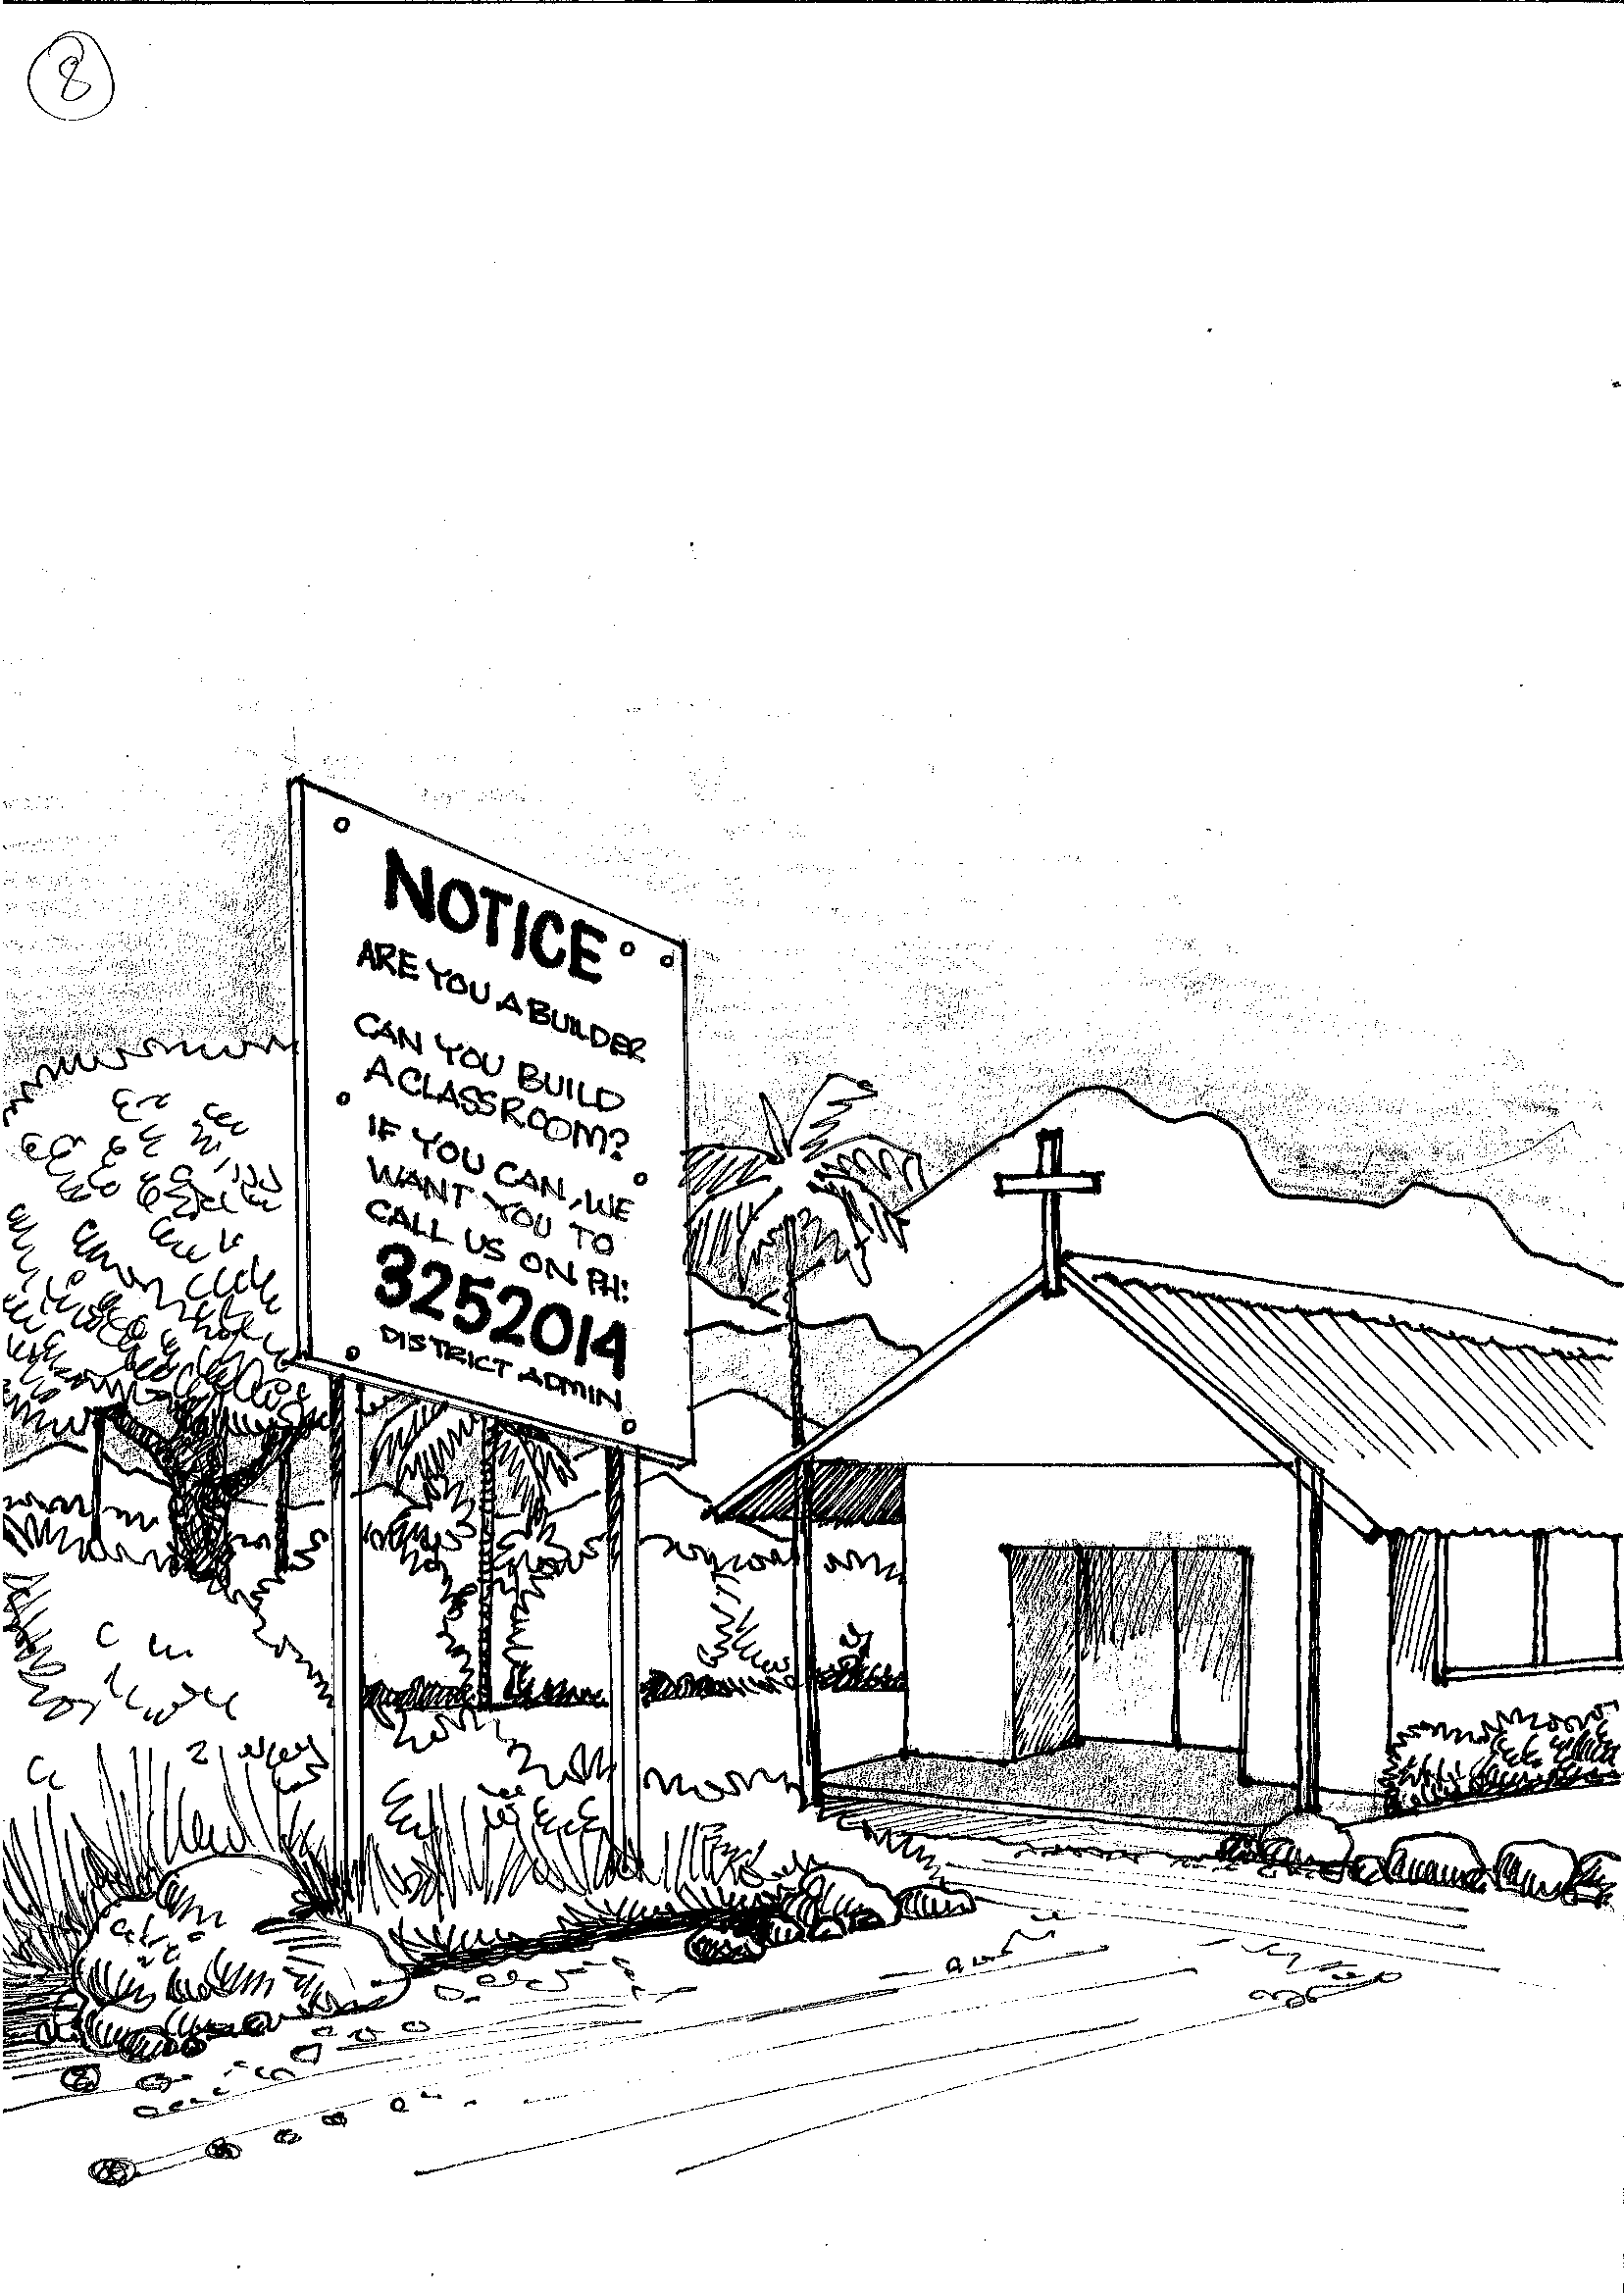 8
NOTICE
ARE YOU A BUILDER
CAN YOU BUILD
A CLASSROOM?
IF YOU CAN, WE
WANT YOU TO
CALL US ON PH:
3252014
DISTRICT ADMIN